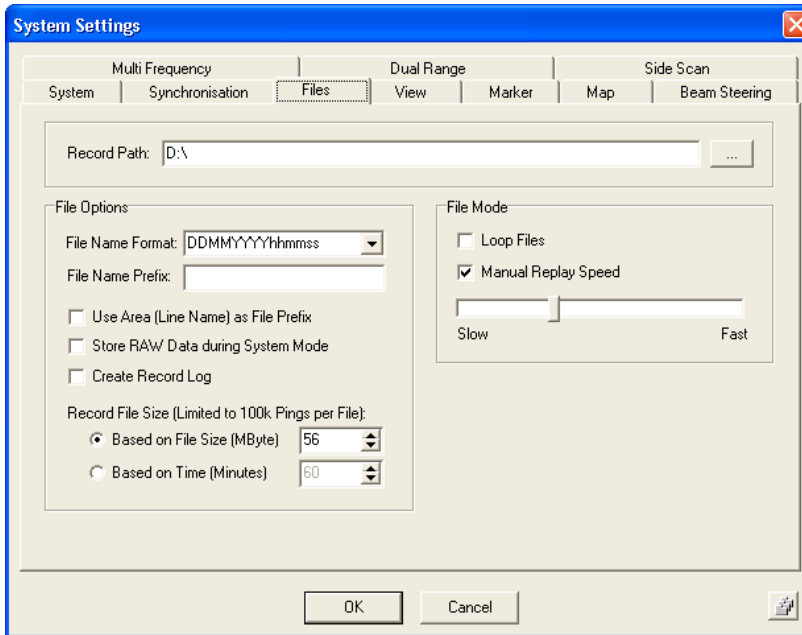 System Settings
Multi Frequency
Dual Range
Side Scan
System
Synchronisation
Files
View
Marker
Map
Beam Steering
Record Path: D:\
...
File Options
File Name Format: DDMMYYYYhhmmss
File Name Prefix:
Use Area (Line Name) as File Prefix
Store RAW Data during System Mode
Create Record Log
Record File Size (Limited to 100k Pings per File):
Based on File Size (MByte) 56
Based on Time (Minutes) 60
File Mode
Loop Files
Manual Replay Speed
Slow Fast
OK
Cancel